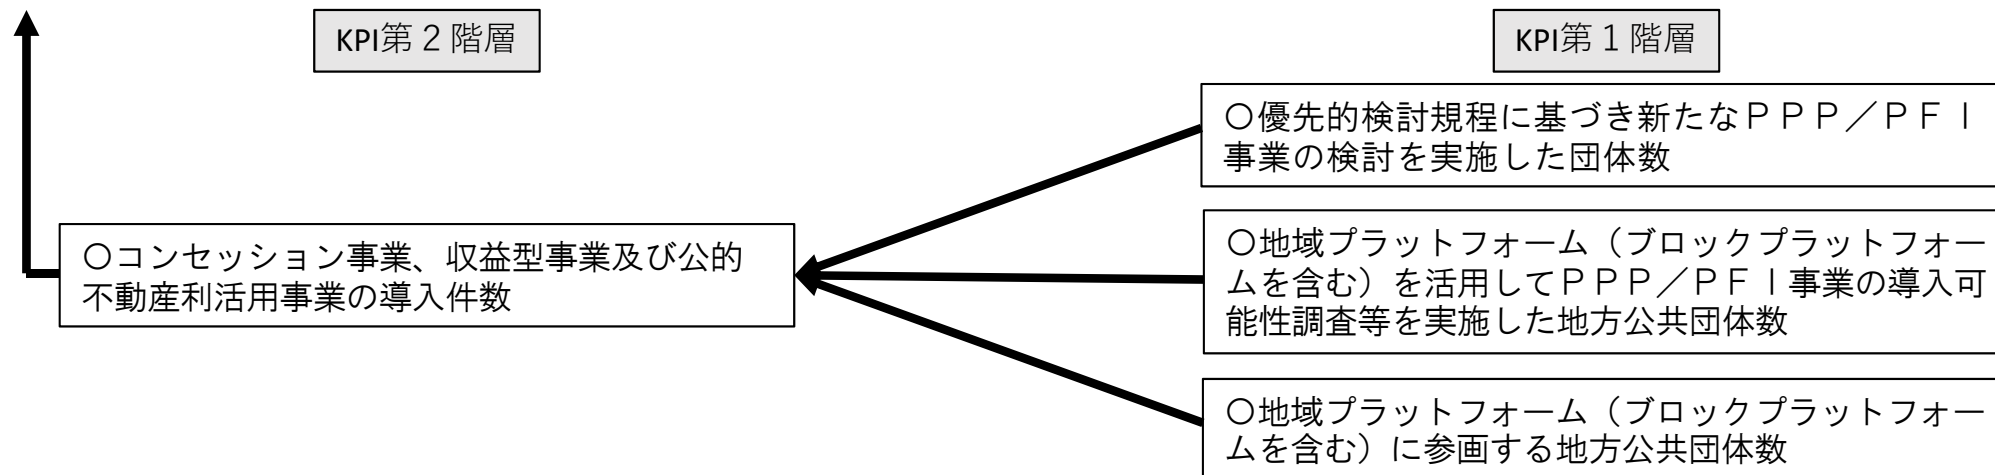 KPI第２階層
KPI第１階層
○優先的検討規程に基づき新たなＰＰＰ／ＰＦＩ
事業の検討を実施した団体数
○コンセッション事業、収益型事業及び公的
不動産利活用事業の導入件数
○地域プラットフォーム（ブロックプラットフォー
ムを含む）を活用してＰＰＰ／ＰＦＩ事業の導入可
能性調査等を実施した地方公共団体数
○地域プラットフォーム（ブロックプラットフォー
ムを含む）に参画する地方公共団体数